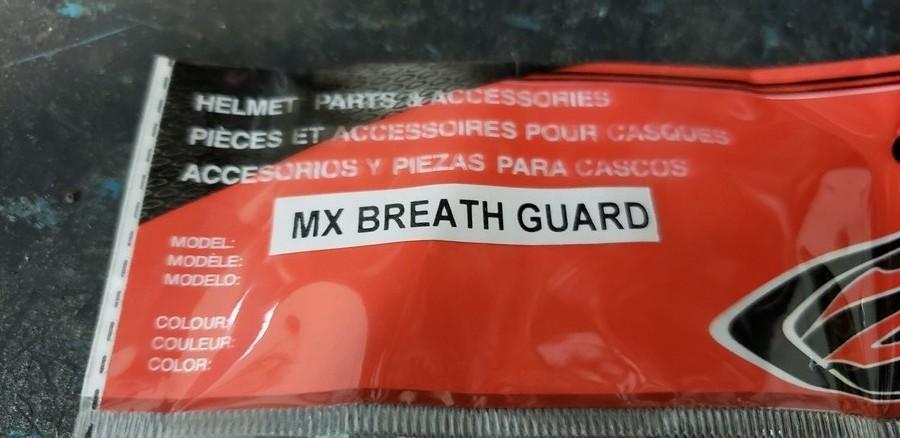 HELMET PARTS & ACCESSORIES
PIÈCES ET ACCESSOIRES POUR CASQUES
ACCESORIOS Y PIEZAS PARA CASCOS
MX BREATH GUARD
MODEL:
MODÈLE:
MODELO:
COLOUR:
COULEUR:
COLOR: